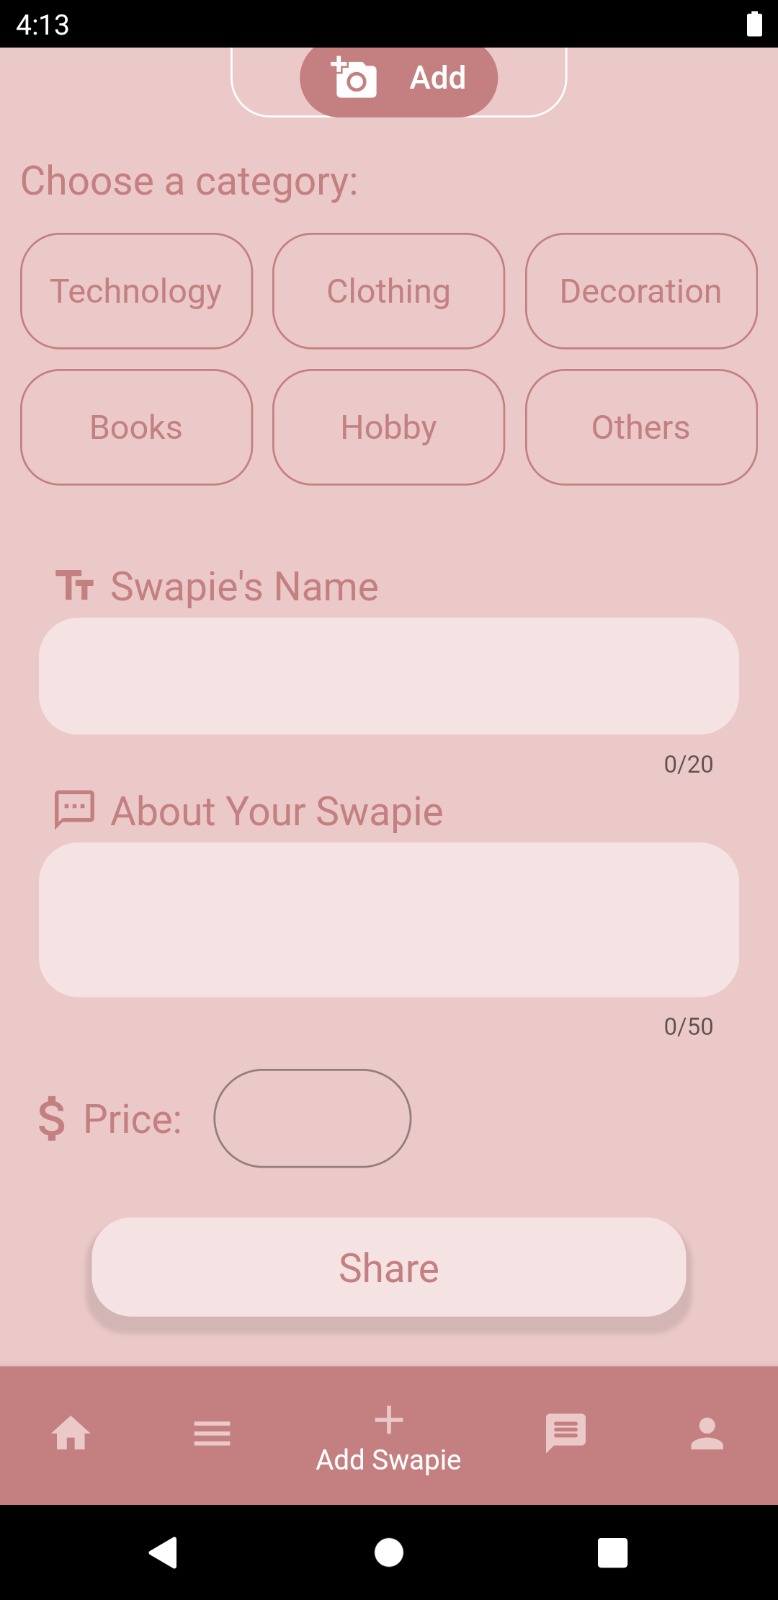 4:13
Add
Choose a category:
Technology Clothing Decoration
Books Hobby Others
Swapie's Name
0/20
About Your Swapie
0/50
$ Price:
Share
Add Swapie